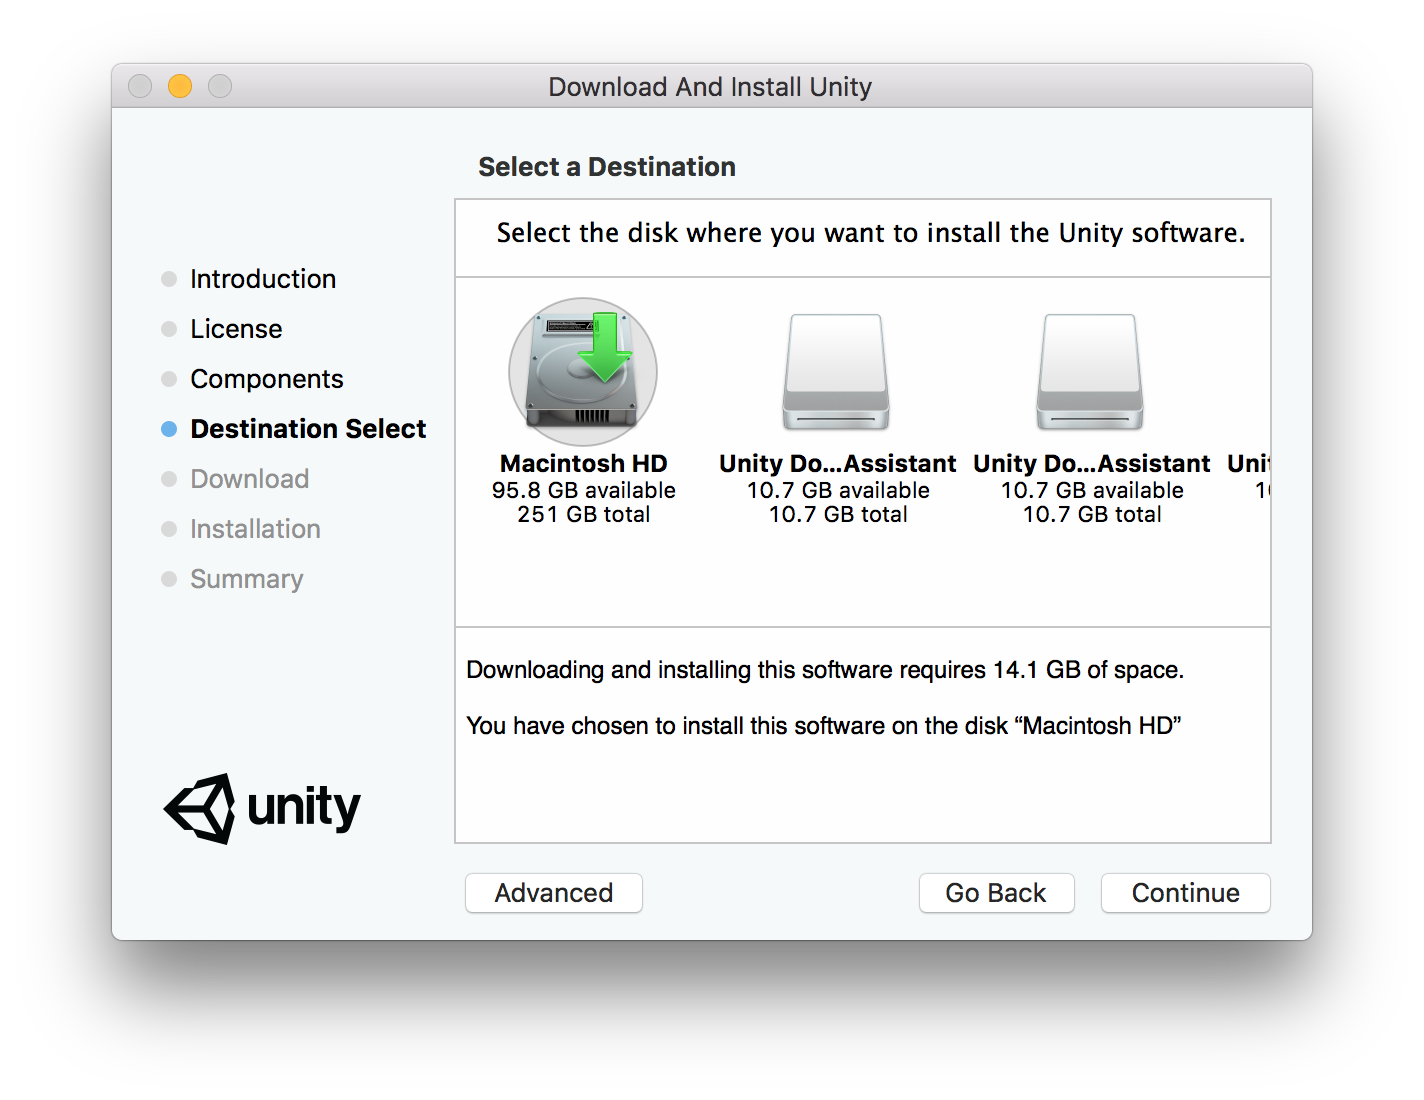 Download And Install Unity
Select a Destination
Introduction
License
Components
Destination Select
Download
Installation
Summary
unity
Select the disk where you want to install the Unity software.
Macintosh HD
95.8 GB available
251 GB total
Unity Do...Assistant
10.7 GB available
10.7 GB total
Unity Do...Assistant
10.7 GB available
10.7 GB total
Downloading and installing this software requires 14.1 GB of space.
You have chosen to install this software on the disk “Macintosh HD”
Advanced
Go Back
Continue